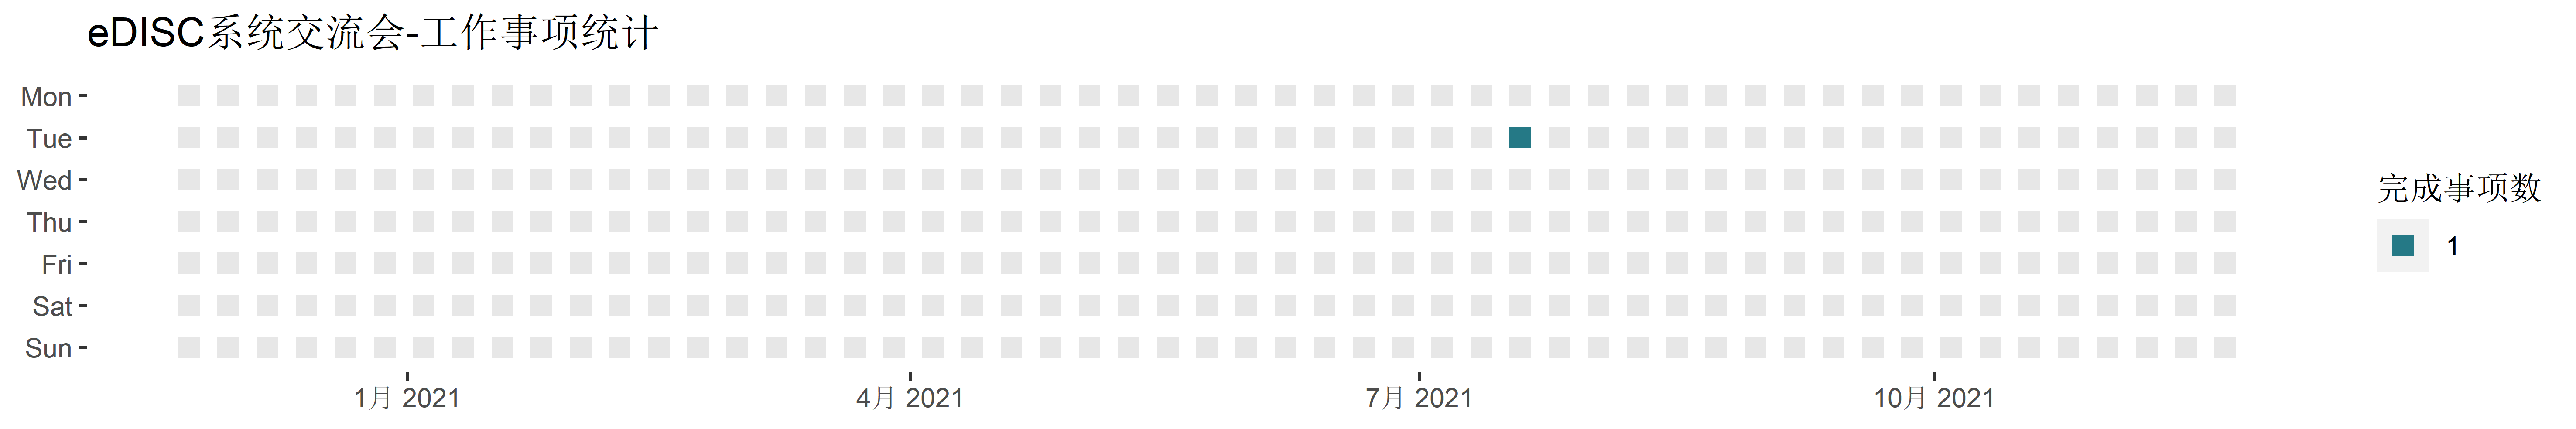 eDISC系统交流会-工作事项统计
Mon
Tue
Wed
Thu
Fri
Sat
Sun
1月 2021
4月 2021
7月 2021
10月 2021
完成事项数
1